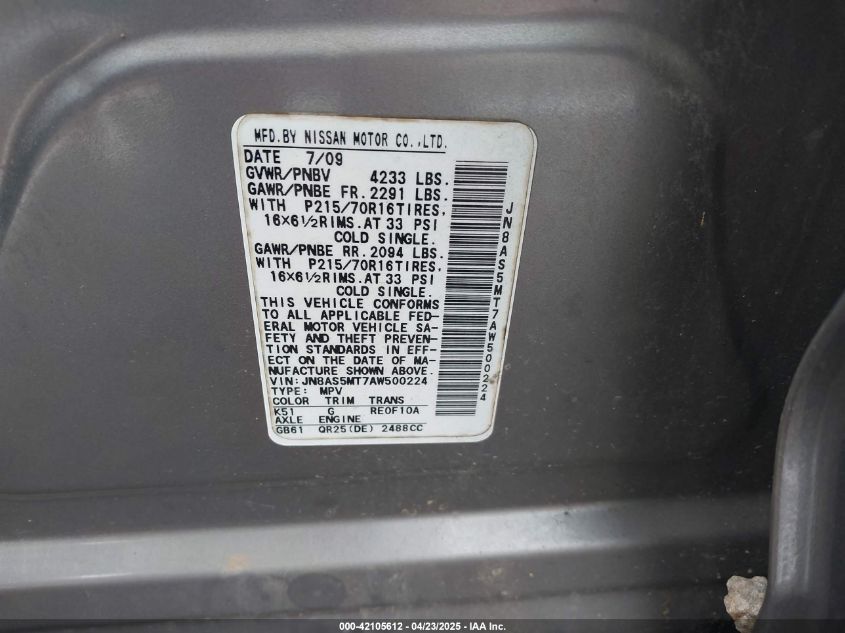 MFD.BY NISSAN MOTOR CO.,LTD.
DATE 7/09
GVWR/PNBV 4233 LBS.
GAWR/PNBE FR. 2291 LBS.
WITH P215/70R16TIRES,
16X6½RIMS.AT 33 PSI
COLD SINGLE.
GAWR/PNBE RR. 2094 LBS.
WITH P215/70R16TIRES,
16X6½RIMS.AT 33 PSI
COLD SINGLE.
THIS VEHICLE CONFORMS
TO ALL APPLICABLE FED-
ERAL MOTOR VEHICLE SA-
FETY AND THEFT PREVEN-
TION STANDARDS IN EFF-
ECT ON THE DATE OF MA-
NUFACTURE SHOWN ABOVE.
VIN: JN8AS5MT7AW500224
TYPE: MPV
COLOR TRIM TRANS
K51 G RE0F10A
AXLE ENGINE
GB61 QR25(DE) 2488CC
JN8AS5MT7AW500224
000-42105612 - 04/23/2025 - IAA Inc.